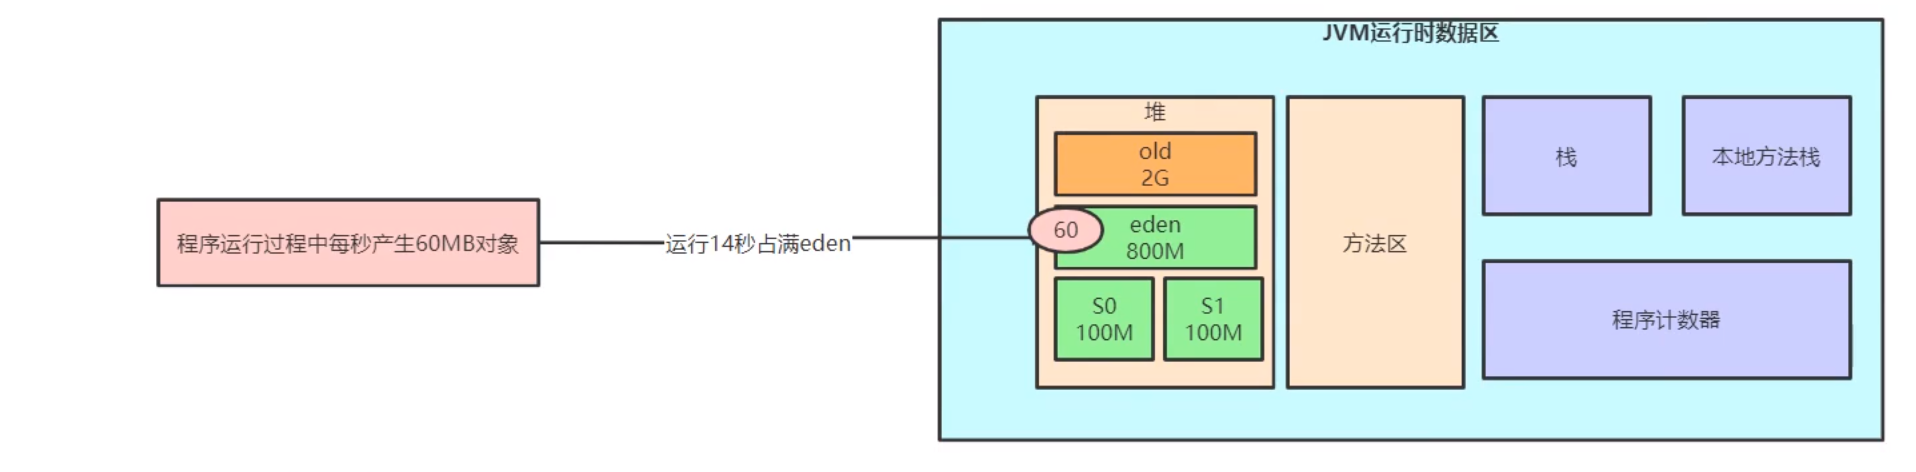 JVM运行时数据区
堆
old
2G
60
eden
800M
S0
100M
S1
100M
方法区
栈
本地方法栈
程序计数器
程序运行过程中每秒产生60MB对象
运行14秒占满eden